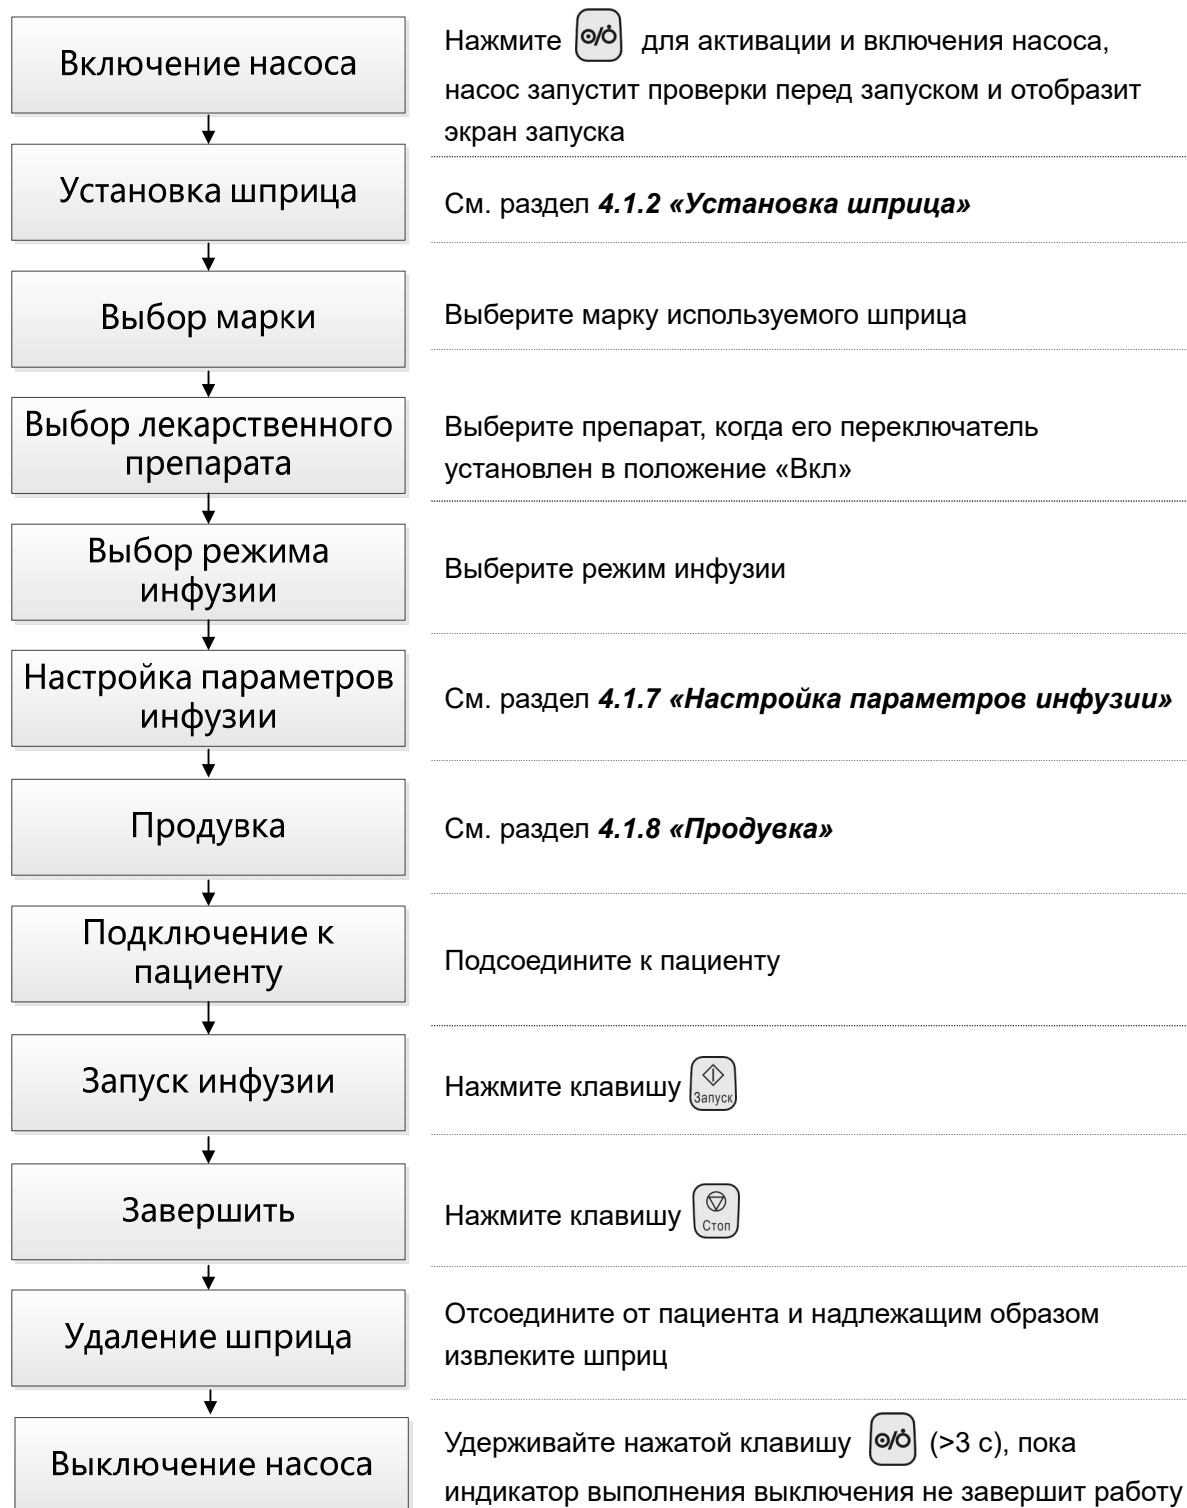 Включение насоса
Нажмите для активации и включения насоса,
насос запустит проверки перед запуском и отобразит
экран запуска
Установка шприца
См. раздел 4.1.2 «Установка шприца»
Выбор марки
Выберите марку используемого шприца
Выбор лекарственного
препарата
Выберите препарат, когда его переключатель
установлен в положение «Вкл»
Выбор режима
инфузии
Выберите режим инфузии
Настройка параметров
инфузии
См. раздел 4.1.7 «Настройка параметров инфузии»
Продувка
См. раздел 4.1.8 «Продувка»
Подключение к
пациенту
Подсоедините к пациенту
Запуск инфузии
Нажмите клавишу
Запуск
Завершить
Нажмите клавишу
Стоп
Удаление шприца
Отсоедините от пациента и надлежащим образом
извлеките шприц
Выключение насоса
Удерживайте нажатой клавишу (>3 с), пока
индикатор выполнения выключения не завершит работу